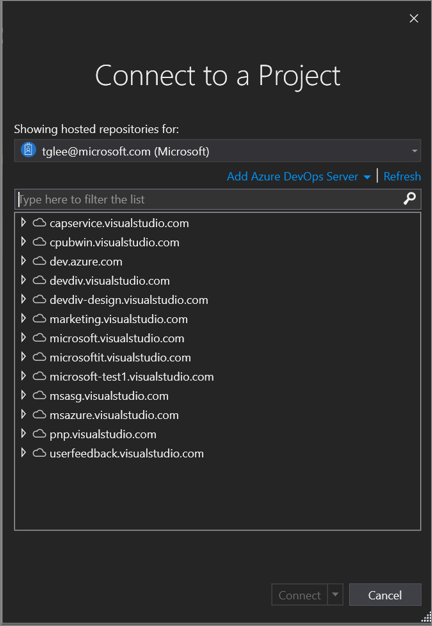 Connect to a Project
Showing hosted repositories for:
tglee@microsoft.com (Microsoft)
Add Azure DevOps Server Refresh
Type here to filter the list
capservice.visualstudio.com
cpubwin.visualstudio.com
dev.azure.com
devdiv.visualstudio.com
devdiv-design.visualstudio.com
marketing.visualstudio.com
microsoft.visualstudio.com
microsoftit.visualstudio.com
microsoft-test1.visualstudio.com
msasg.visualstudio.com
msazure.visualstudio.com
pnp.visualstudio.com
userfeedback.visualstudio.com
Connect Cancel